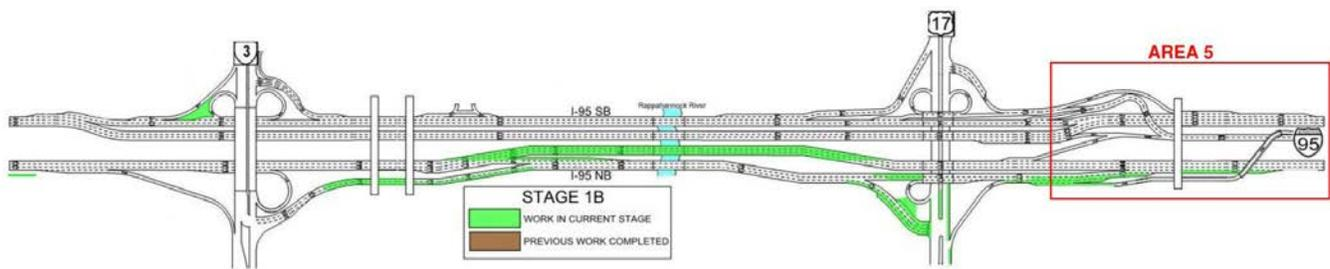 3
17
AREA 5
I-95 SB
Rappahannock River
95
I-95 NB
STAGE 1B
WORK IN CURRENT STAGE
PREVIOUS WORK COMPLETED